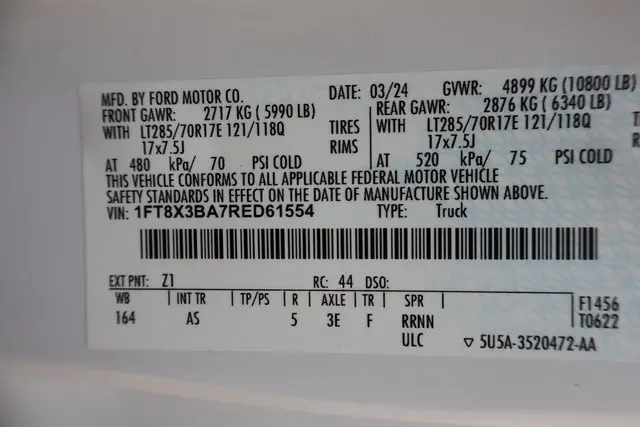 MFD. BY FORD MOTOR CO. DATE: 03/24 GVWR: 4899 KG (10800 LB)
FRONT GAWR: 2717 KG ( 5990 LB) REAR GAWR: 2876 KG ( 6340 LB)
WITH LT285/70R17E 121/118Q TIRES WITH LT285/70R17E 121/118Q
17x7.5J RIMS 17x7.5J
AT 480 kPa/ 70 PSI COLD AT 520 kPa/ 75 PSI COLD
THIS VEHICLE CONFORMS TO ALL APPLICABLE FEDERAL MOTOR VEHICLE
SAFETY STANDARDS IN EFFECT ON THE DATE OF MANUFACTURE SHOWN ABOVE.
VIN: 1FT8X3BA7RED61554 TYPE: Truck
EXT PNT: Z1 RC: 44 DSO:
WB INT TR TP/PS R AXLE TR SPR F1456
164 AS 5 3E F RRNN T0622
ULC ▽ 5U5A-3520472-AA